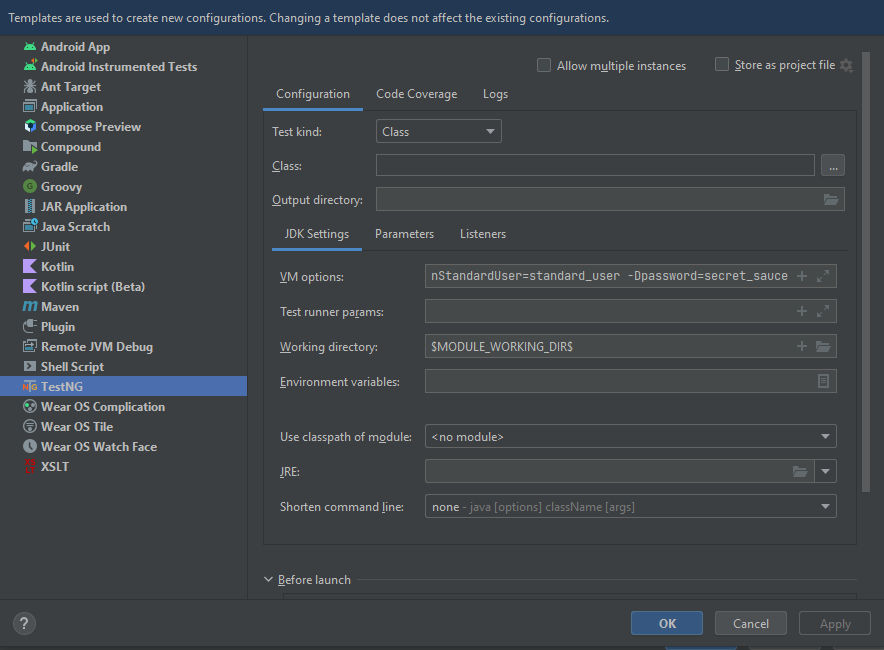 Templates are used to create new configurations. Changing a template does not affect the existing configurations.
Android App
Android Instrumented Tests
Ant Target
Application
Compose Preview
Compound
Gradle
Groovy
JAR Application
Java Scratch
JUnit
Kotlin
Kotlin script (Beta)
Maven
Plugin
Remote JVM Debug
Shell Script
TestNG
Wear OS Complication
Wear OS Tile
Wear OS Watch Face
XSLT
Allow multiple instances
Store as project file
Configuration Code Coverage Logs
Test kind: Class
Class: ...
Output directory:
JDK Settings Parameters Listeners
VM options: nStandardUser=standard_user -Dpassword=secret_sauce
Test runner params:
Working directory: $MODULE_WORKING_DIR$
Environment variables:
Use classpath of module: <no module>
JRE:
Shorten command line: none - java [options] className [args]
Before launch
? OK Cancel Apply